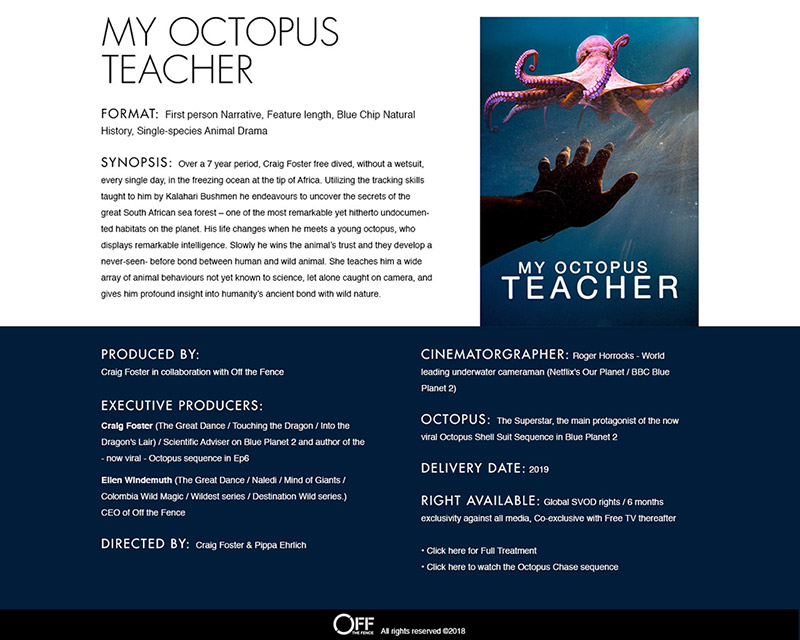 MY OCTOPUS
TEACHER
FORMAT: First person Narrative, Feature length, Blue Chip Natural
History, Single-species Animal Drama
SYNOPSIS: Over a 7 year period, Craig Foster free dived, without a wetsuit,
every single day, in the freezing ocean at the tip of Africa. Utilizing the tracking skills
taught to him by Kalahari Bushmen he endeavours to uncover the secrets of the
great South African sea forest – one of the most remarkable yet hitherto undocumen-
ted habitats on the planet. His life changes when he meets a young octopus, who
displays remarkable intelligence. Slowly he wins the animal's trust and they develop a
never-seen- before bond between human and wild animal. She teaches him a wide
array of animal behaviours not yet known to science, let alone caught on camera, and
gives him profound insight into humanity's ancient bond with wild nature.
MY OCTOPUS
TEACHER
PRODUCED BY:
Craig Foster in collaboration with Off the Fence
EXECUTIVE PRODUCERS:
Craig Foster (The Great Dance / Touching the Dragon / Into the
Dragon's Lair) / Scientific Adviser on Blue Planet 2 and author of the
- now viral - Octopus sequence in Ep6
Ellen Windemuth (The Great Dance / Naledi / Mind of Giants /
Colombia Wild Magic / Wildest series / Destination Wild series.)
CEO of Off the Fence
DIRECTED BY: Craig Foster & Pippa Ehrlich
CINEMATORGRAPHER: Roger Horrocks - World
leading underwater cameraman (Netflix's Our Planet / BBC Blue
Planet 2)
OCTOPUS: The Superstar, the main protagonist of the now
viral Octopus Shell Suit Sequence in Blue Planet 2
DELIVERY DATE: 2019
RIGHT AVAILABLE: Global SVOD rights / 6 months
exclusivity against all media, Co-exclusive with Free TV thereafter
• Click here for Full Treatment
• Click here to watch the Octopus Chase sequence
OFF
THE FENCE
All rights reserved ©2018